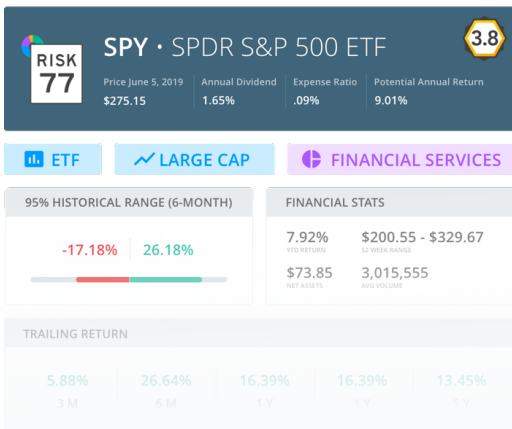 RISK
77
SPY · SPDR S&P 500 ETF
3.8
Price June 5, 2019 Annual Dividend Expense Ratio Potential Annual Return
$275.15 1.65% .09% 9.01%
ETF LARGE CAP FINANCIAL SERVICES
95% HISTORICAL RANGE (6-MONTH)
-17.18% 26.18%
FINANCIAL STATS
7.92% $200.55 - $329.67
YTD RETURN 52 WEEK RANGE
$73.85 3,015,555
NET ASSETS AVG VOLUME
TRAILING RETURN
5.88% 26.64% 16.39% 16.39% 13.45%
3 M 6 M 1 Y 1 Y 5 Y